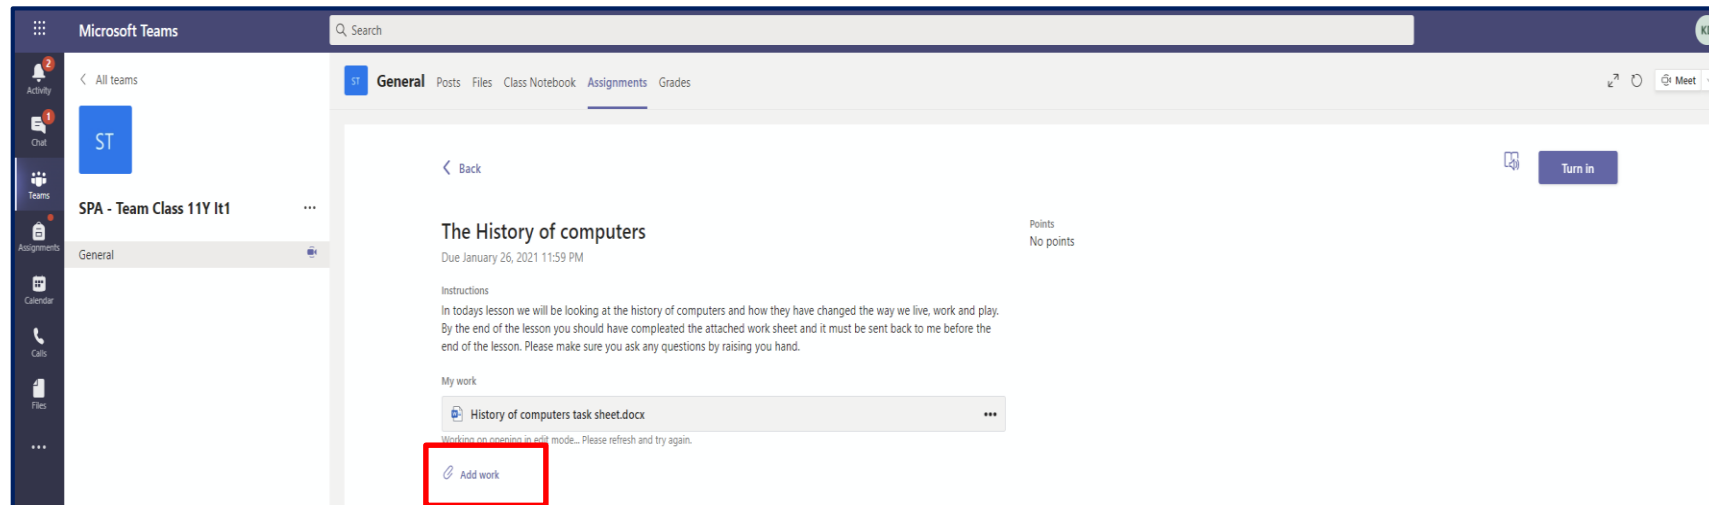 Microsoft Teams
Search
Activity
2
Chat
1
Teams
Assignments
Calendar
Calls
Files
All teams
ST
SPA - Team Class 11Y It1
General
ST General Posts Files Class Notebook Assignments Grades
Meet
Back
Turn in
The History of computers
Due January 26, 2021 11:59 PM
Points
No points
Instructions
In todays lesson we will be looking at the history of computers and how they have changed the way we live, work and play.
By the end of the lesson you should have compleated the attached work sheet and it must be sent back to me before the
end of the lesson. Please make sure you ask any questions by raising you hand.
My work
History of computers task sheet.docx
Working on opening in edit mode... Please refresh and try again.
Add work